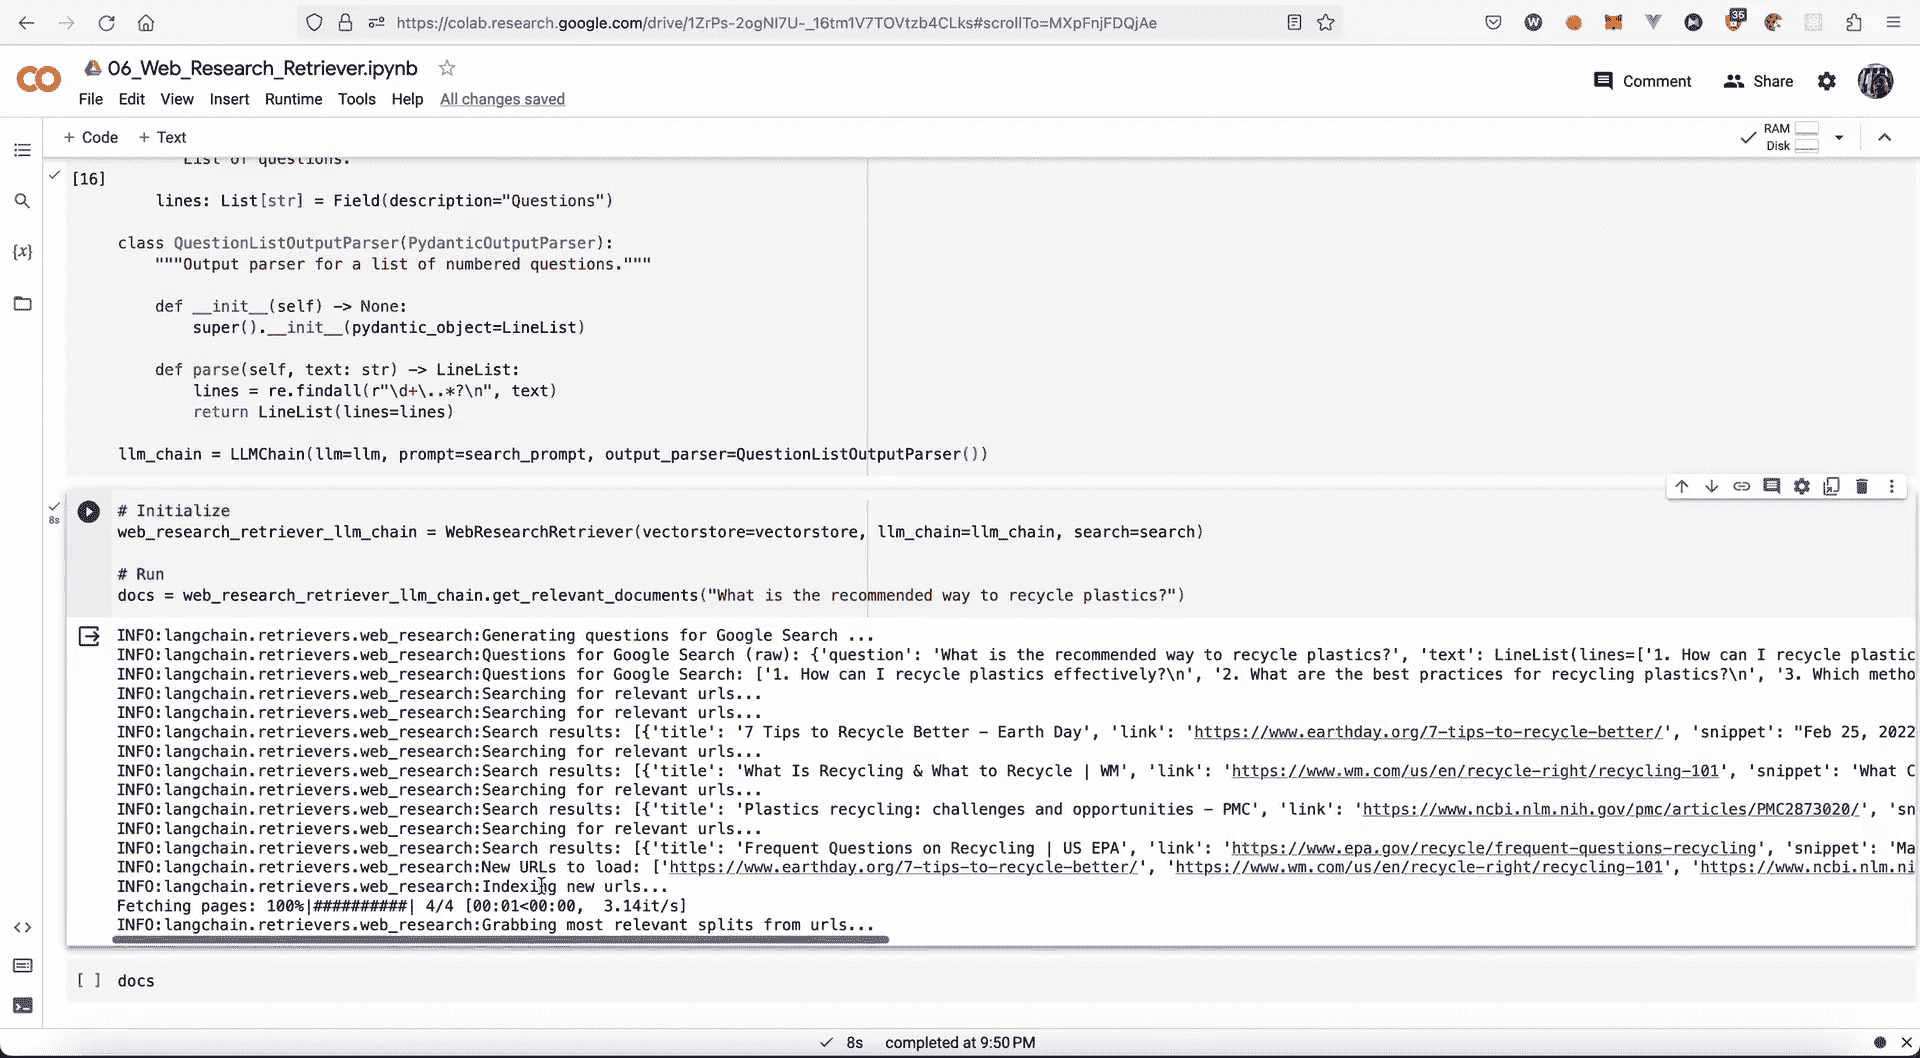 https://colab.research.google.com/drive/1ZrPs-2ogNI7U-_16tm1V7TOVtzb4CLks#scrollTo=MXpFnjFDQjAe
35
06_Web_Research_Retriever.ipynb
Comment
Share
File Edit View Insert Runtime Tools Help All changes saved
+ Code + Text
RAM
Disk
List of questions.
[16]
lines: List[str] = Field(description="Questions")
class QuestionListOutputParser(PydanticOutputParser):
"""Output parser for a list of numbered questions."""
def __init__(self) -> None:
super().__init__(pydantic_object=LineList)
def parse(self, text: str) -> LineList:
lines = re.findall(r"\d+\..*?\n", text)
return LineList(lines=lines)
llm_chain = LLMChain(llm=llm, prompt=search_prompt, output_parser=QuestionListOutputParser())
8s
# Initialize
web_research_retriever_llm_chain = WebResearchRetriever(vectorstore=vectorstore, llm_chain=llm_chain, search=search)
# Run
docs = web_research_retriever_llm_chain.get_relevant_documents("What is the recommended way to recycle plastics?")
INFO:langchain.retrievers.web_research:Generating questions for Google Search ...
INFO:langchain.retrievers.web_research:Questions for Google Search (raw): {'question': 'What is the recommended way to recycle plastics?', 'text': LineList(lines=['1. How can I recycle plastic
INFO:langchain.retrievers.web_research:Questions for Google Search: ['1. How can I recycle plastics effectively?\n', '2. What are the best practices for recycling plastics?\n', '3. Which metho
INFO:langchain.retrievers.web_research:Searching for relevant urls...
INFO:langchain.retrievers.web_research:Searching for relevant urls...
INFO:langchain.retrievers.web_research:Search results: [{'title': '7 Tips to Recycle Better – Earth Day', 'link': 'https://www.earthday.org/7-tips-to-recycle-better/', 'snippet': "Feb 25, 2022
INFO:langchain.retrievers.web_research:Searching for relevant urls...
INFO:langchain.retrievers.web_research:Search results: [{'title': 'What Is Recycling & What to Recycle | WM', 'link': 'https://www.wm.com/us/en/recycle-right/recycling-101', 'snippet': 'What C
INFO:langchain.retrievers.web_research:Searching for relevant urls...
INFO:langchain.retrievers.web_research:Search results: [{'title': 'Plastics recycling: challenges and opportunities – PMC', 'link': 'https://www.ncbi.nlm.nih.gov/pmc/articles/PMC2873020/', 'sn
INFO:langchain.retrievers.web_research:Searching for relevant urls...
INFO:langchain.retrievers.web_research:Search results: [{'title': 'Frequent Questions on Recycling | US EPA', 'link': 'https://www.epa.gov/recycle/frequent-questions-recycling', 'snippet': 'Ma
INFO:langchain.retrievers.web_research:New URLs to load: ['https://www.earthday.org/7-tips-to-recycle-better/', 'https://www.wm.com/us/en/recycle-right/recycling-101', 'https://www.ncbi.nlm.ni
INFO:langchain.retrievers.web_research:Indexing new urls...
Fetching pages: 100%|##########| 4/4 [00:01<00:00,  3.14it/s]
INFO:langchain.retrievers.web_research:Grabbing most relevant splits from urls...
[ ] docs
8s completed at 9:50 PM